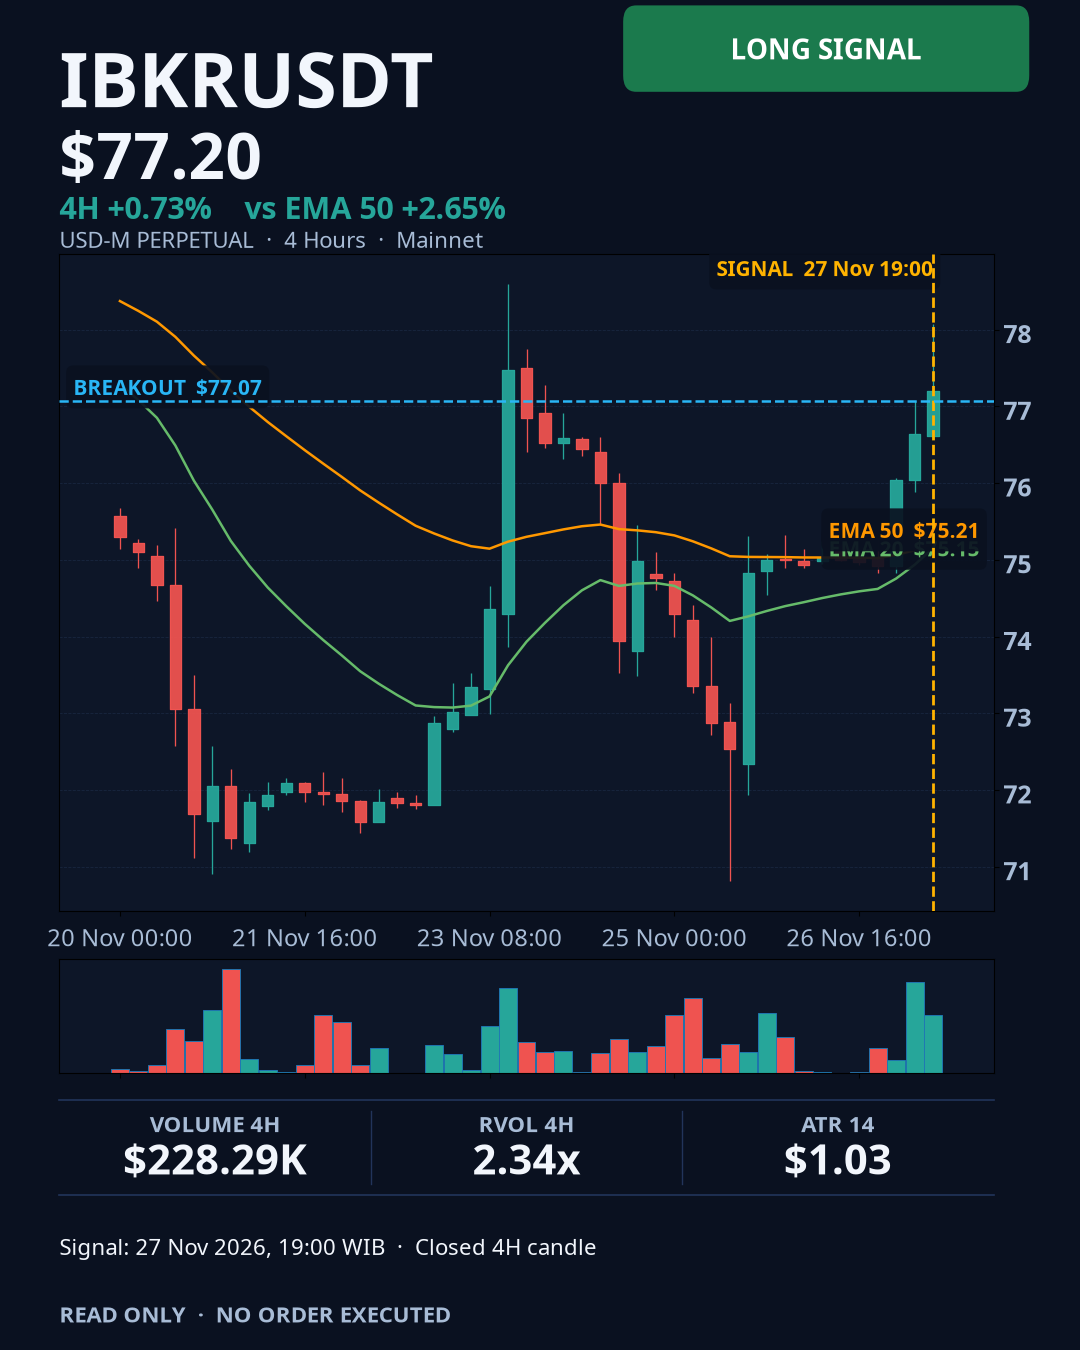 LONG SIGNAL
IBKRUSDT
$77.20
4H +0.73% vs EMA 50 +2.65%
USD-M PERPETUAL · 4 Hours · Mainnet
SIGNAL 27 Nov 19:00
78
BREAKOUT $77.07
77
76
EMA 50 $75.21
EMA 20 $75.15
75
74
73
72
71
20 Nov 00:00 21 Nov 16:00 23 Nov 08:00 25 Nov 00:00 26 Nov 16:00
VOLUME 4H RVOL 4H ATR 14
$228.29K 2.34x $1.03
Signal: 27 Nov 2026, 19:00 WIB · Closed 4H candle
READ ONLY · NO ORDER EXECUTED